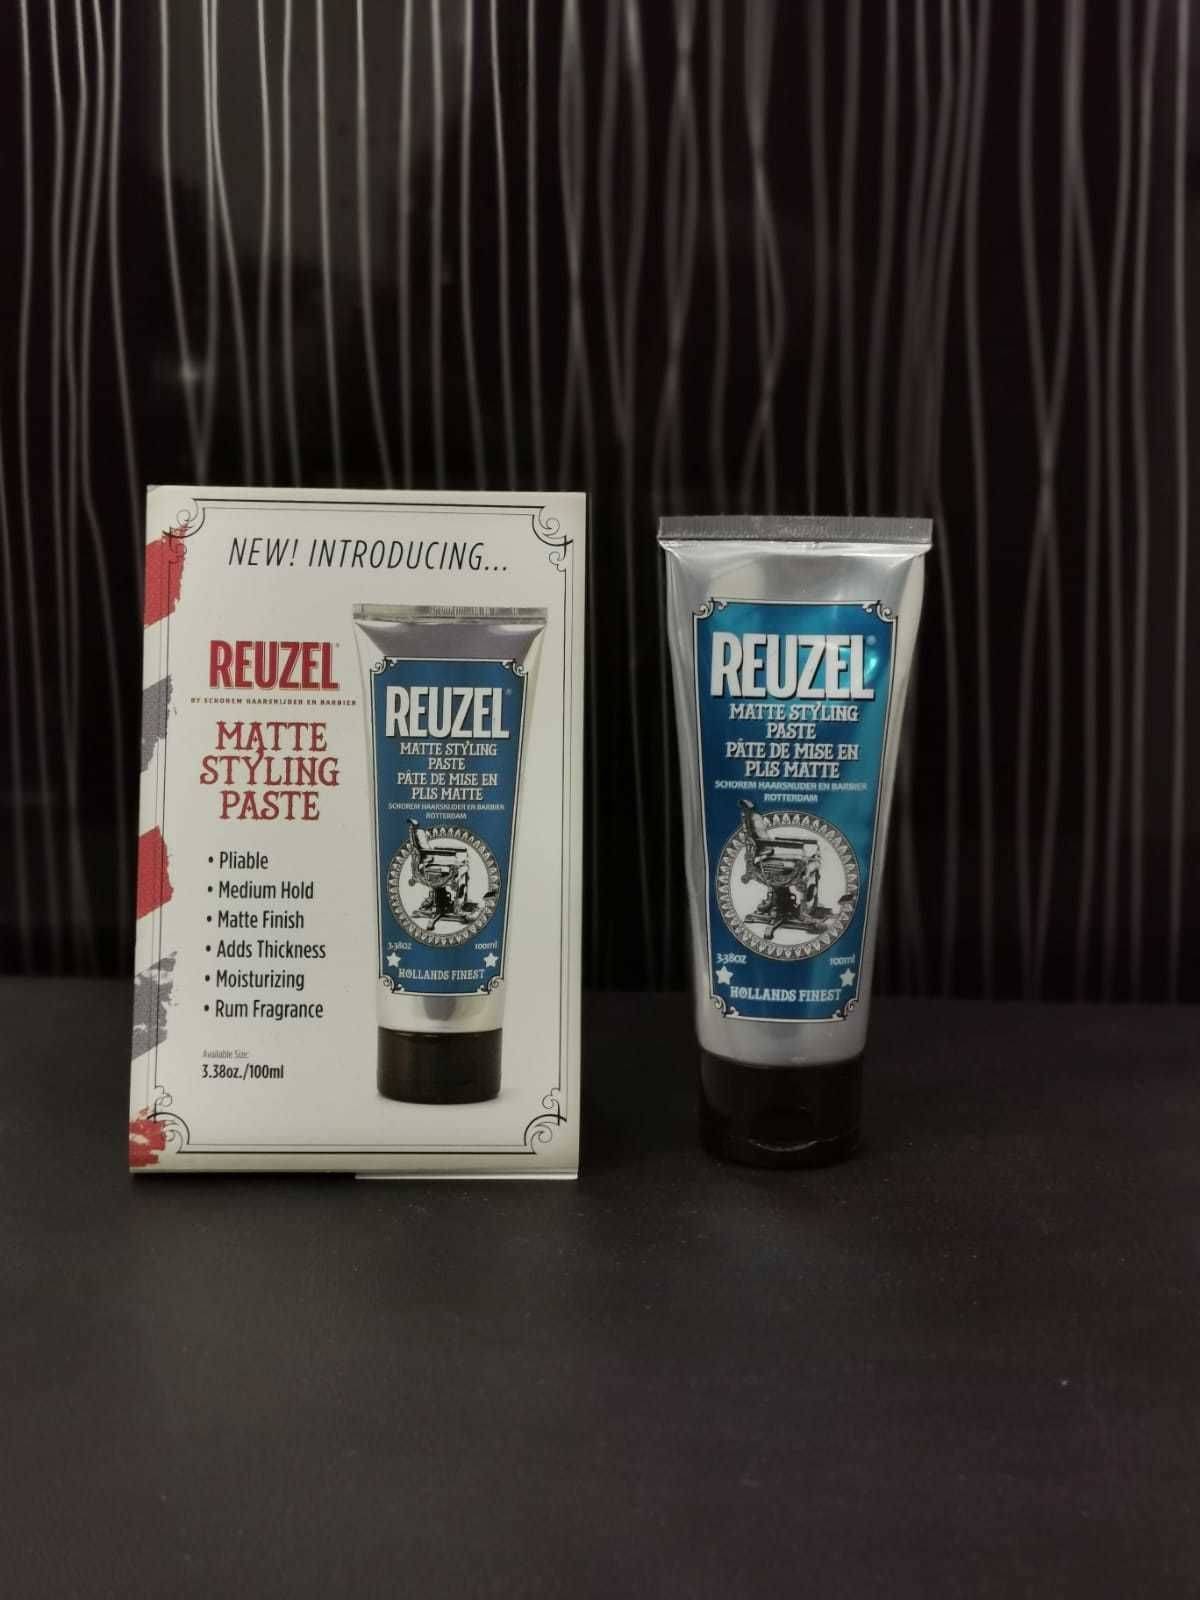 NEW! INTRODUCING...
REUZEL
BY SCHOREM HAARSNIJDER EN BARBIER
MATTE
STYLING
PASTE
• Pliable
• Medium Hold
• Matte Finish
• Adds Thickness
• Moisturizing
• Rum Fragrance
Available Size:
3.38oz./100ml
REUZEL®
MATTE STYLING
PASTE
PÂTE DE MISE EN
PLIS MATTE
SCHOREM HAARSNIJDER EN BARBIER
ROTTERDAM
3.38OZ 100ml
HOLLANDS FINEST
REUZEL®
MATTE STYLING
PASTE
PÂTE DE MISE EN
PLIS MATTE
SCHOREM HAARSNIJDER EN BARBIER
ROTTERDAM
3.38OZ 100ml
HOLLANDS FINEST